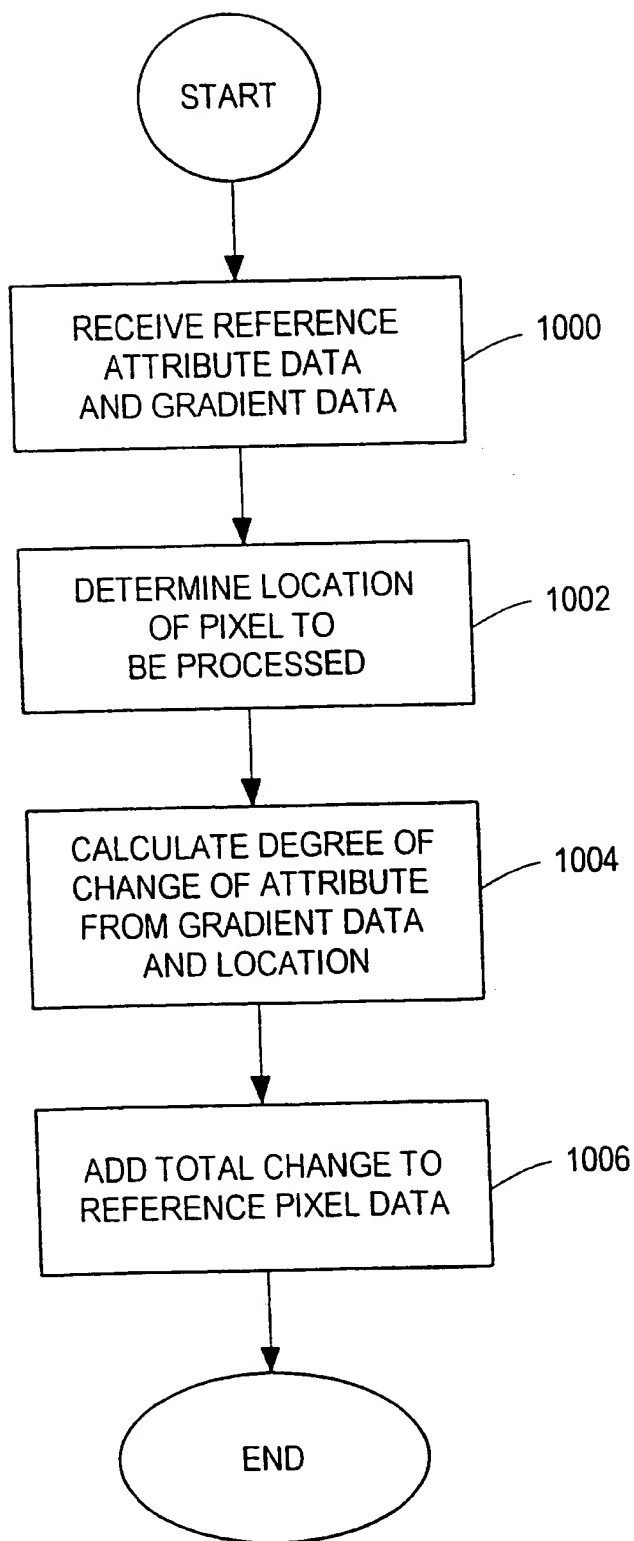 START
RECEIVE REFERENCE
ATTRIBUTE DATA
AND GRADIENT DATA
1000
DETERMINE LOCATION
OF PIXEL TO
BE PROCESSED
1002
CALCULATE DEGREE OF
CHANGE OF ATTRIBUTE
FROM GRADIENT DATA
AND LOCATION
1004
ADD TOTAL CHANGE TO
REFERENCE PIXEL DATA
1006
END